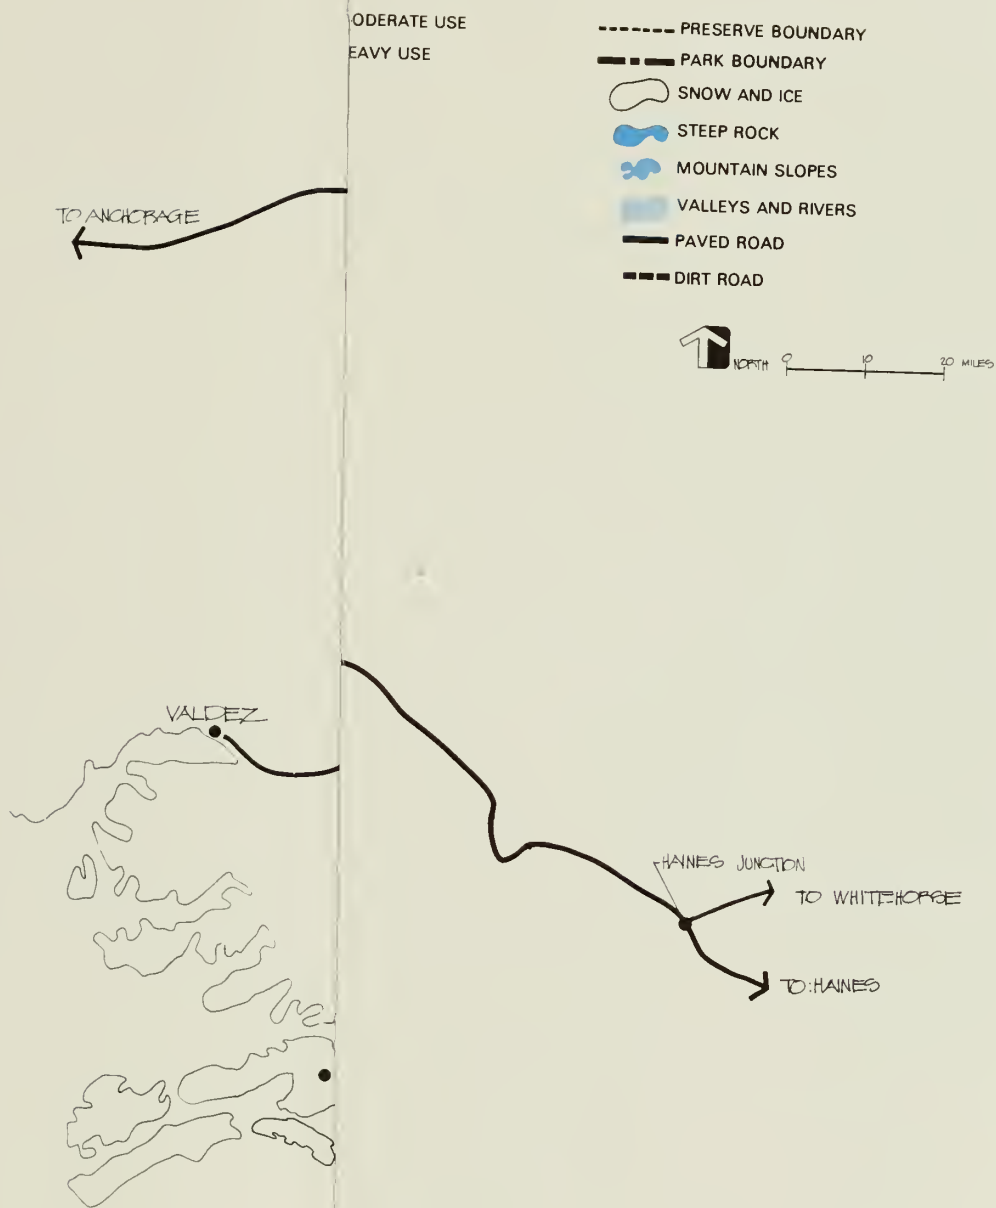 ODERATE USE
EAVY USE
PRESERVE BOUNDARY
PARK BOUNDARY
SNOW AND ICE
STEEP ROCK
MOUNTAIN SLOPES
VALLEYS AND RIVERS
PAVED ROAD
DIRT ROAD
NORTH 0 10 20 MILES
TO ANCHORAGE
VALDEZ
HAINES JUNCTION
TO WHITEHORSE
TO: HAINES